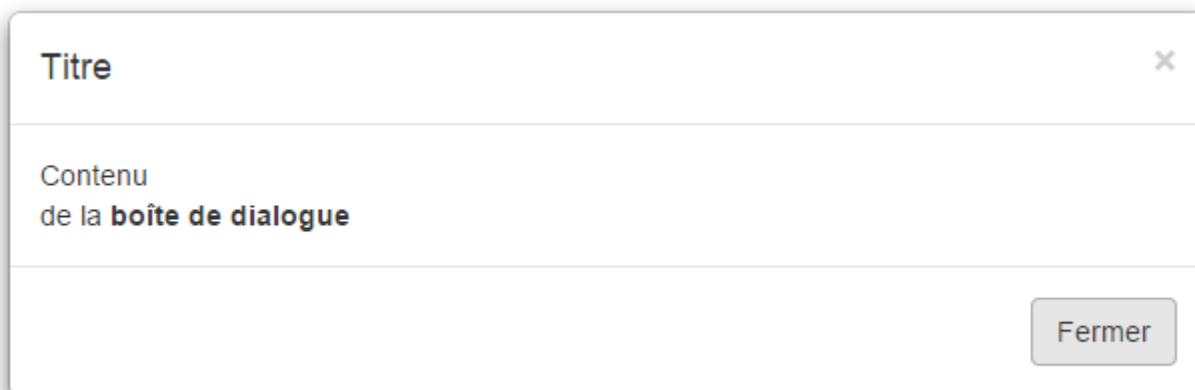 Titre ×
Contenu
de la boîte de dialogue
Fermer